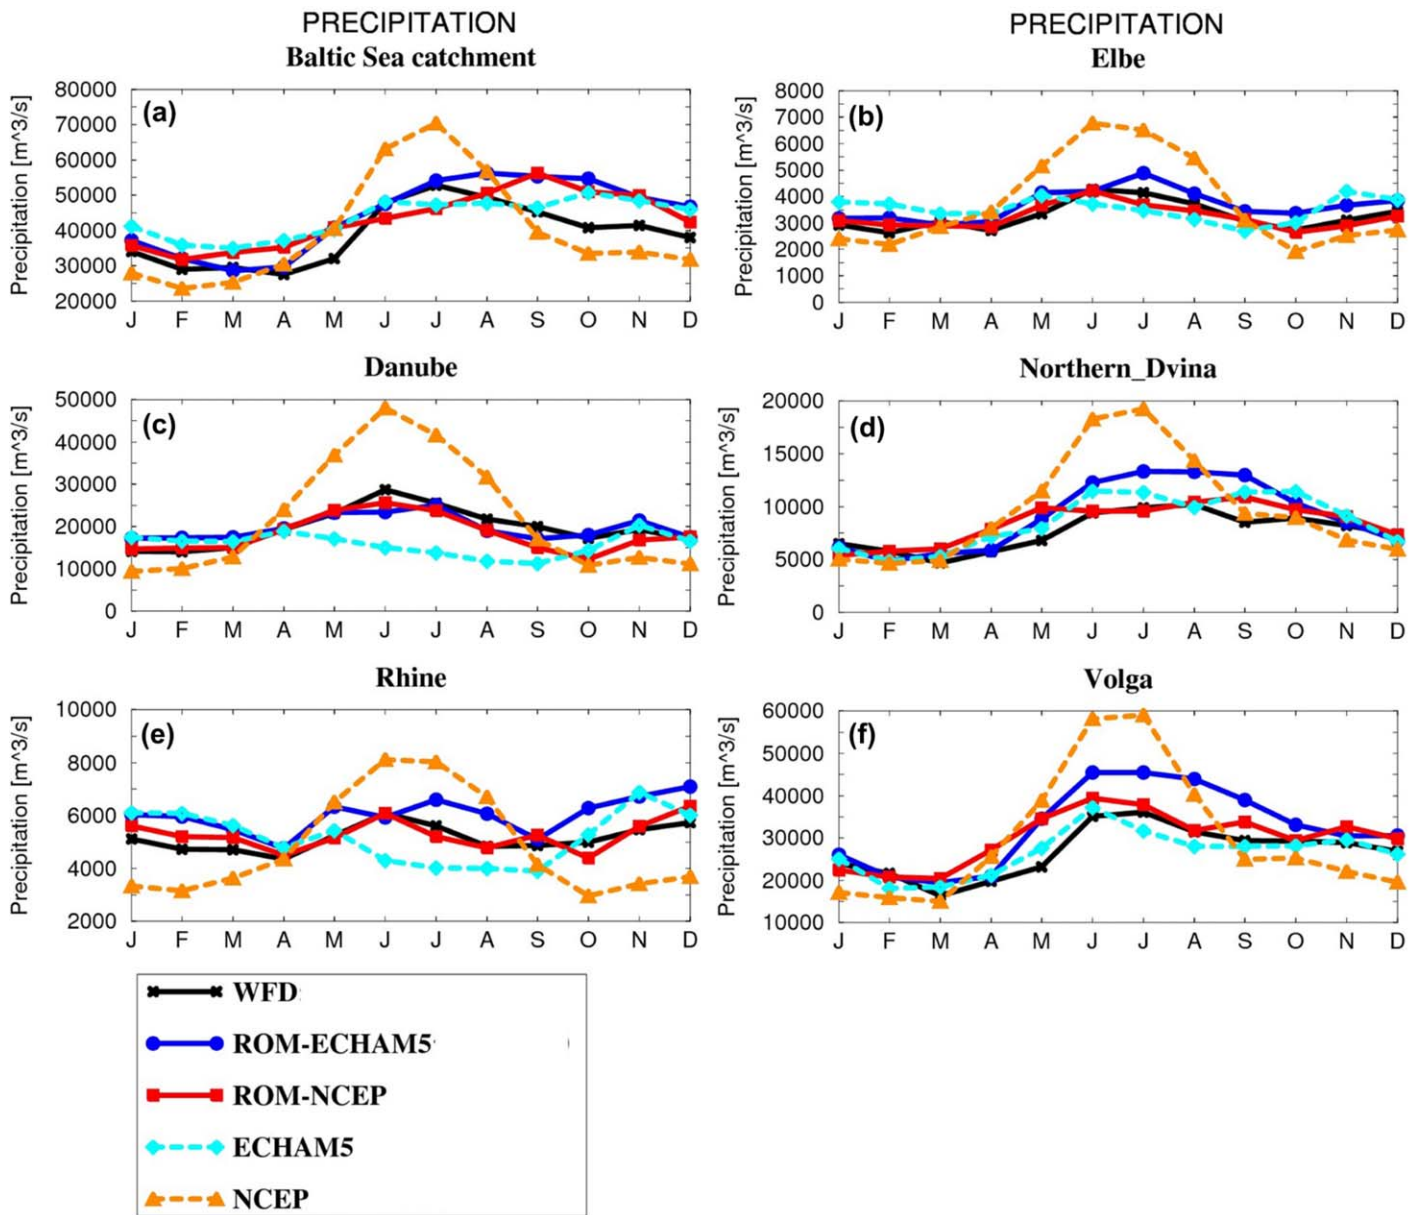 PRECIPITATION
Baltic Sea catchment
Precipitation [m^3/s]
(a)
80000
70000
60000
50000
40000
30000
20000
J F M A M J J A S O N D
PRECIPITATION
Elbe
Precipitation [m^3/s]
(b)
8000
7000
6000
5000
4000
3000
2000
1000
0
J F M A M J J A S O N D
Danube
Precipitation [m^3/s]
(c)
50000
40000
30000
20000
10000
0
J F M A M J J A S O N D
Northern_Dvina
Precipitation [m^3/s]
(d)
20000
15000
10000
5000
0
J F M A M J J A S O N D
Rhine
Precipitation [m^3/s]
(e)
10000
8000
6000
4000
2000
J F M A M J J A S O N D
Volga
Precipitation [m^3/s]
(f)
60000
50000
40000
30000
20000
10000
J F M A M J J A S O N D
WFD
ROM-ECHAM5
ROM-NCEP
ECHAM5
NCEP